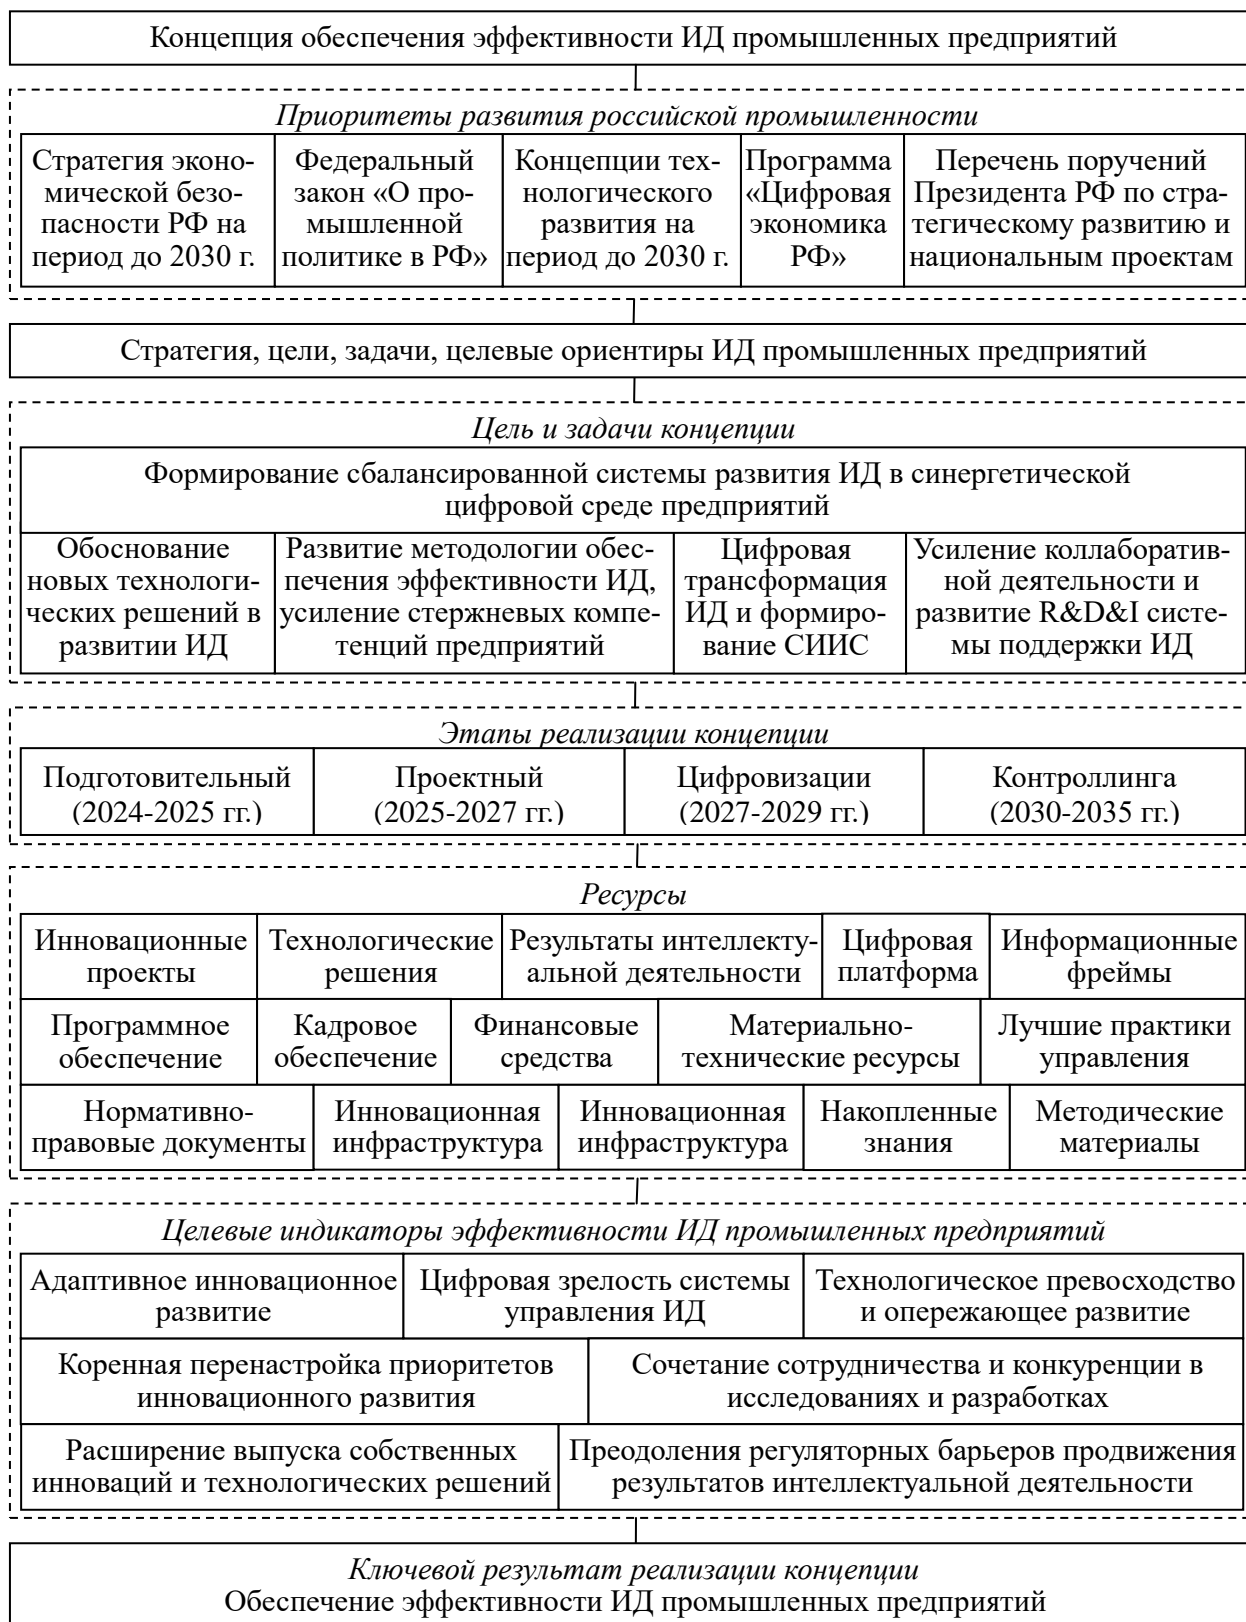 Концепция обеспечения эффективности ИД промышленных предприятий
Приоритеты развития российской промышленности
Стратегия эконо-
мической безо-
пасности РФ на
период до 2030 г.
Федеральный
закон «О про-
мышленной
политике в РФ»
Концепции тех-
нологического
развития на
период до 2030 г.
Программа
«Цифровая
экономика
РФ»
Перечень поручений
Президента РФ по стра-
тегическому развитию и
национальным проектам
Стратегия, цели, задачи, целевые ориентиры ИД промышленных предприятий
Цель и задачи концепции
Формирование сбалансированной системы развития ИД в синергетической
цифровой среде предприятий
Обоснование
новых технологи-
ческих решений в
развитии ИД
Развитие методологии обес-
печения эффективности ИД,
усиление стержневых компе-
тенций предприятий
Цифровая
трансформация
ИД и формиро-
вание СИИС
Усиление коллаборатив-
ной деятельности и
развитие R&D&I систе-
мы поддержки ИД
Этапы реализации концепции
Подготовительный
(2024-2025 гг.)
Проектный
(2025-2027 гг.)
Цифровизации
(2027-2029 гг.)
Контроллинга
(2030-2035 гг.)
Ресурсы
Инновационные
проекты
Технологические
решения
Результаты интеллекту-
альной деятельности
Цифровая
платформа
Информационные
фреймы
Программное
обеспечение
Кадровое
обеспечение
Финансовые
средства
Материально-
технические ресурсы
Лучшие практики
управления
Нормативно-
правовые документы
Инновационная
инфраструктура
Инновационная
инфраструктура
Накопленные
знания
Методические
материалы
Целевые индикаторы эффективности ИД промышленных предприятий
Адаптивное инновационное
развитие
Цифровая зрелость системы
управления ИД
Технологическое превосходство
и опережающее развитие
Коренная перенастройка приоритетов
инновационного развития
Сочетание сотрудничества и конкуренции в
исследованиях и разработках
Расширение выпуска собственных
инноваций и технологических решений
Преодоления регуляторных барьеров продвижения
результатов интеллектуальной деятельности
Ключевой результат реализации концепции
Обеспечение эффективности ИД промышленных предприятий